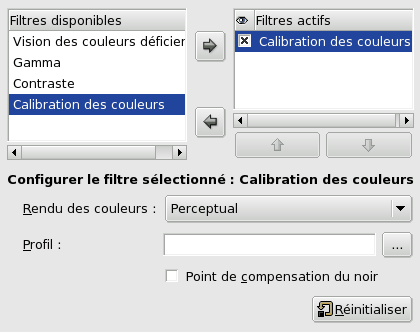 Filtres disponibles
Filtres actifs
Vision des couleurs déficien
Gamma
Contraste
Calibration des couleurs
Calibration des couleurs
Configurer le filtre sélectionné : Calibration des couleurs
Rendu des couleurs :
Perceptual
Profil :
...
Point de compensation du noir
Réinitialiser